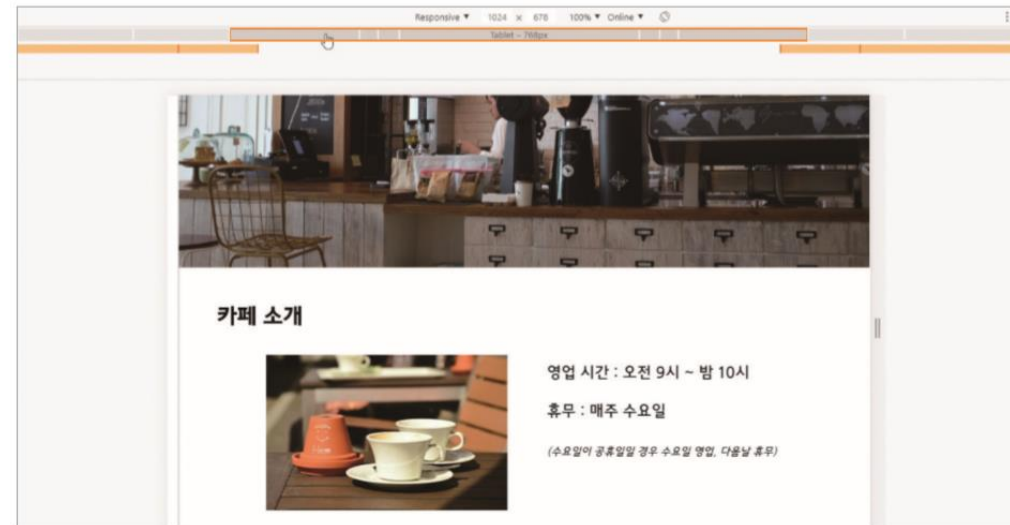 Responsive ▼ 1024 × 678 100% ▼ Online ▼
Tablet – 768px
카페 소개
영업 시간 : 오전 9시 ~ 밤 10시
휴무 : 매주 수요일
(수요일이 공휴일일 경우 수요일 영업, 다음날 휴무)